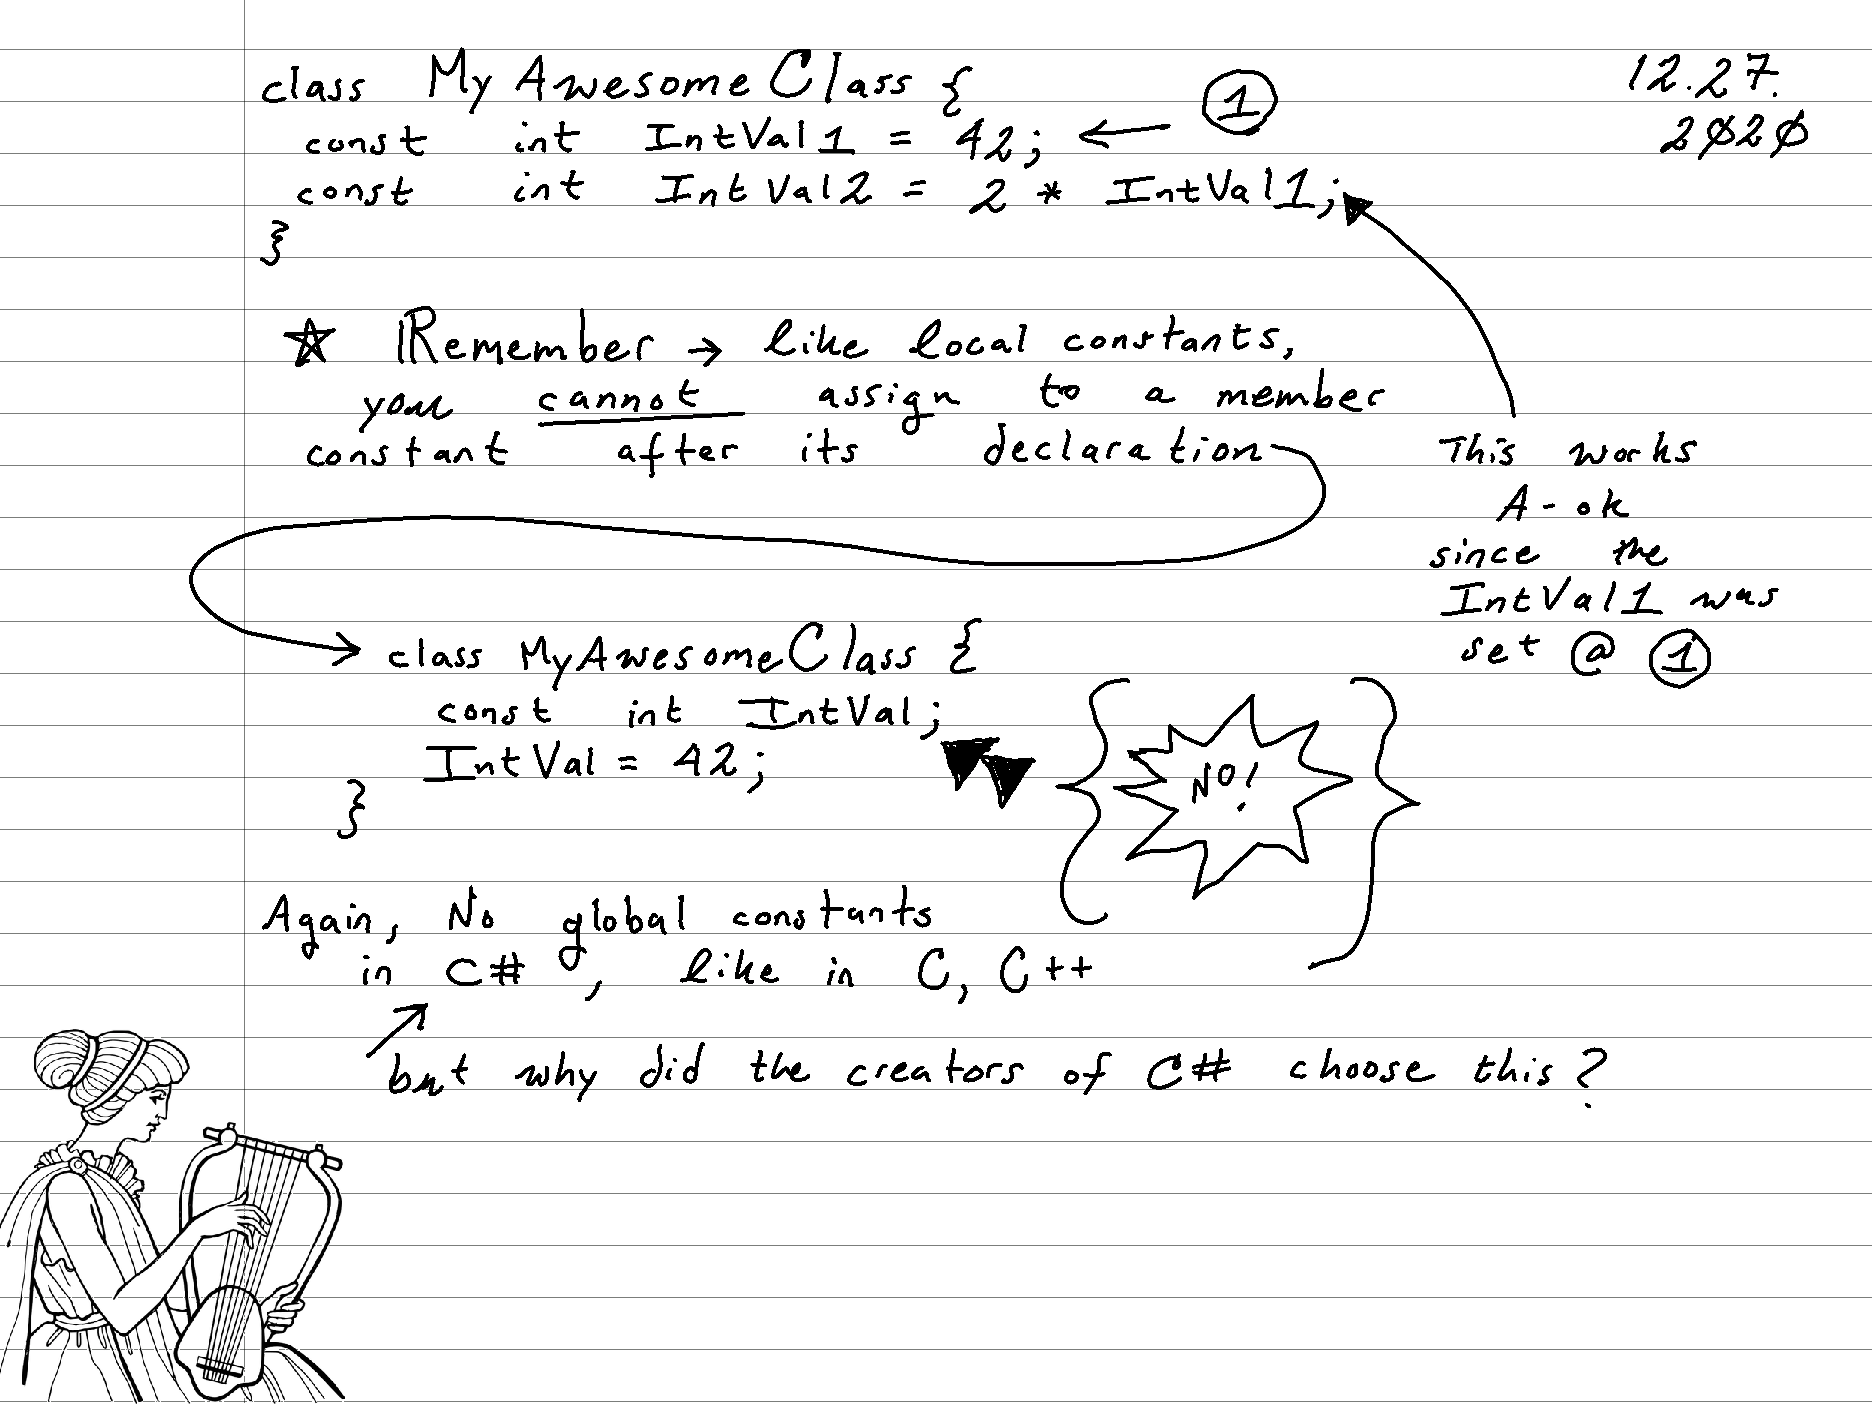 class MyAwesomeClass {
const int IntVal1 = 42; ← ①
const int IntVal2 = 2 * IntVal1;
}
12.27.
2020
☆ Remember → like local constants,
you cannot assign to a member
constant after its declaration
This works
A-ok
since the
IntVal1 was
set @ ①
class MyAwesomeClass {
const int IntVal;
IntVal = 42;
}
{ NO! }
Again, No global constants
in C#, like in C, C++
but why did the creators of C# choose this?